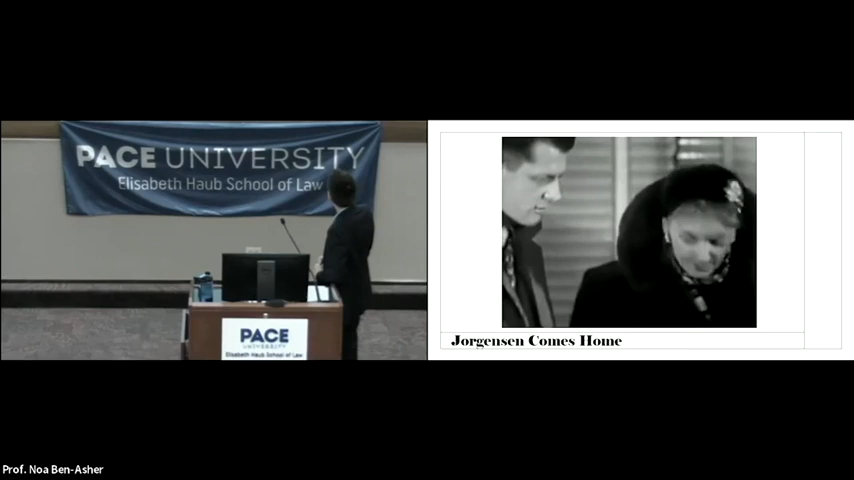 PACE UNIVERSITY
Elisabeth Haub School of Law
PACE
UNIVERSITY
Elisabeth Haub School of Law
Jorgensen Comes Home
Prof. Noa Ben-Asher